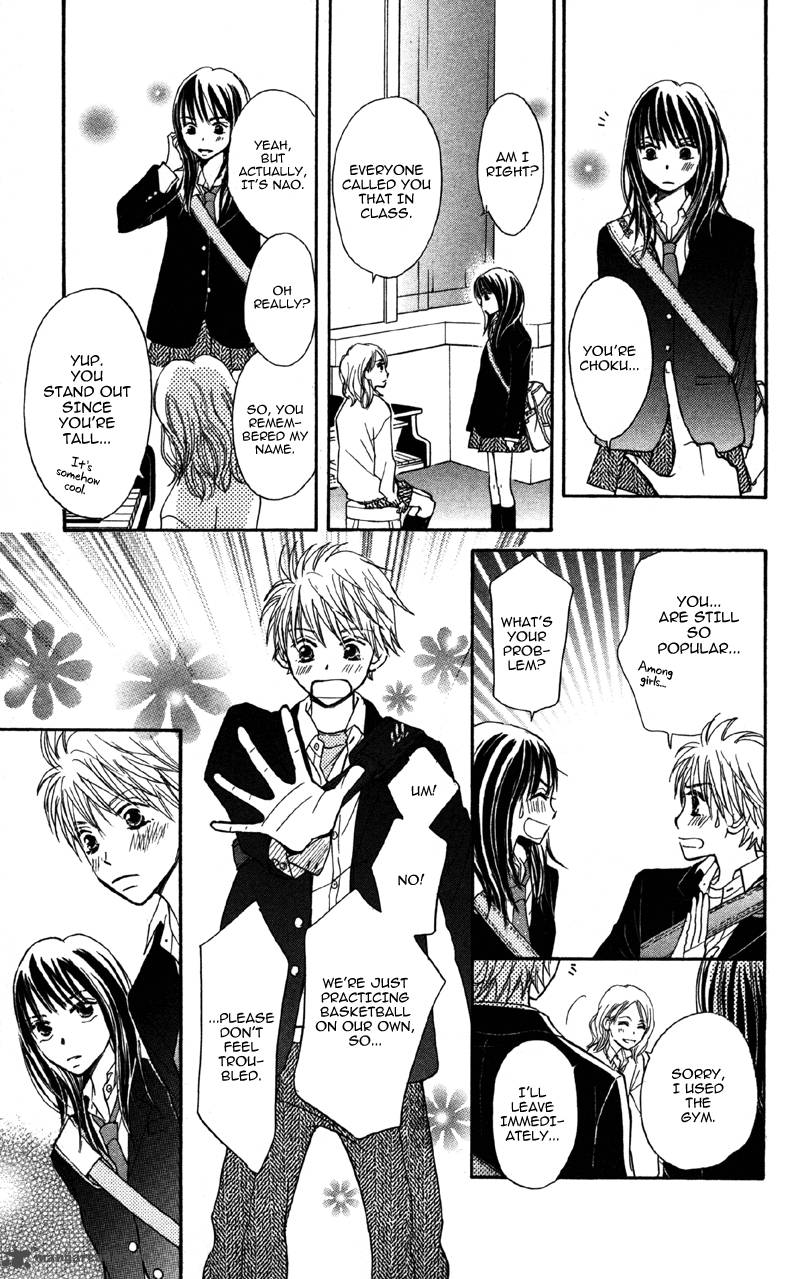 YOU'RE
CHOKU...
AM I
RIGHT?
EVERYONE
CALLED YOU
THAT IN
CLASS.
YEAH,
BUT
ACTUALLY,
IT'S NAO.
OH
REALLY?
SO, YOU
REMEM-
BERED MY
NAME.
YUP.
YOU
STAND OUT
SINCE
YOU'RE
TALL...
It's
somehow
cool.
YOU...
ARE STILL
SO
POPULAR...
Among
girls...
WHAT'S
YOUR
PROB-
LEM?
SORRY,
I USED
THE
GYM.
I'LL
LEAVE
IMMEDI-
ATELY...
UM!
NO!
WE'RE JUST
PRACTICING
BASKETBALL
ON OUR OWN,
SO...
...PLEASE
DON'T
FEEL
TROU-
BLED.